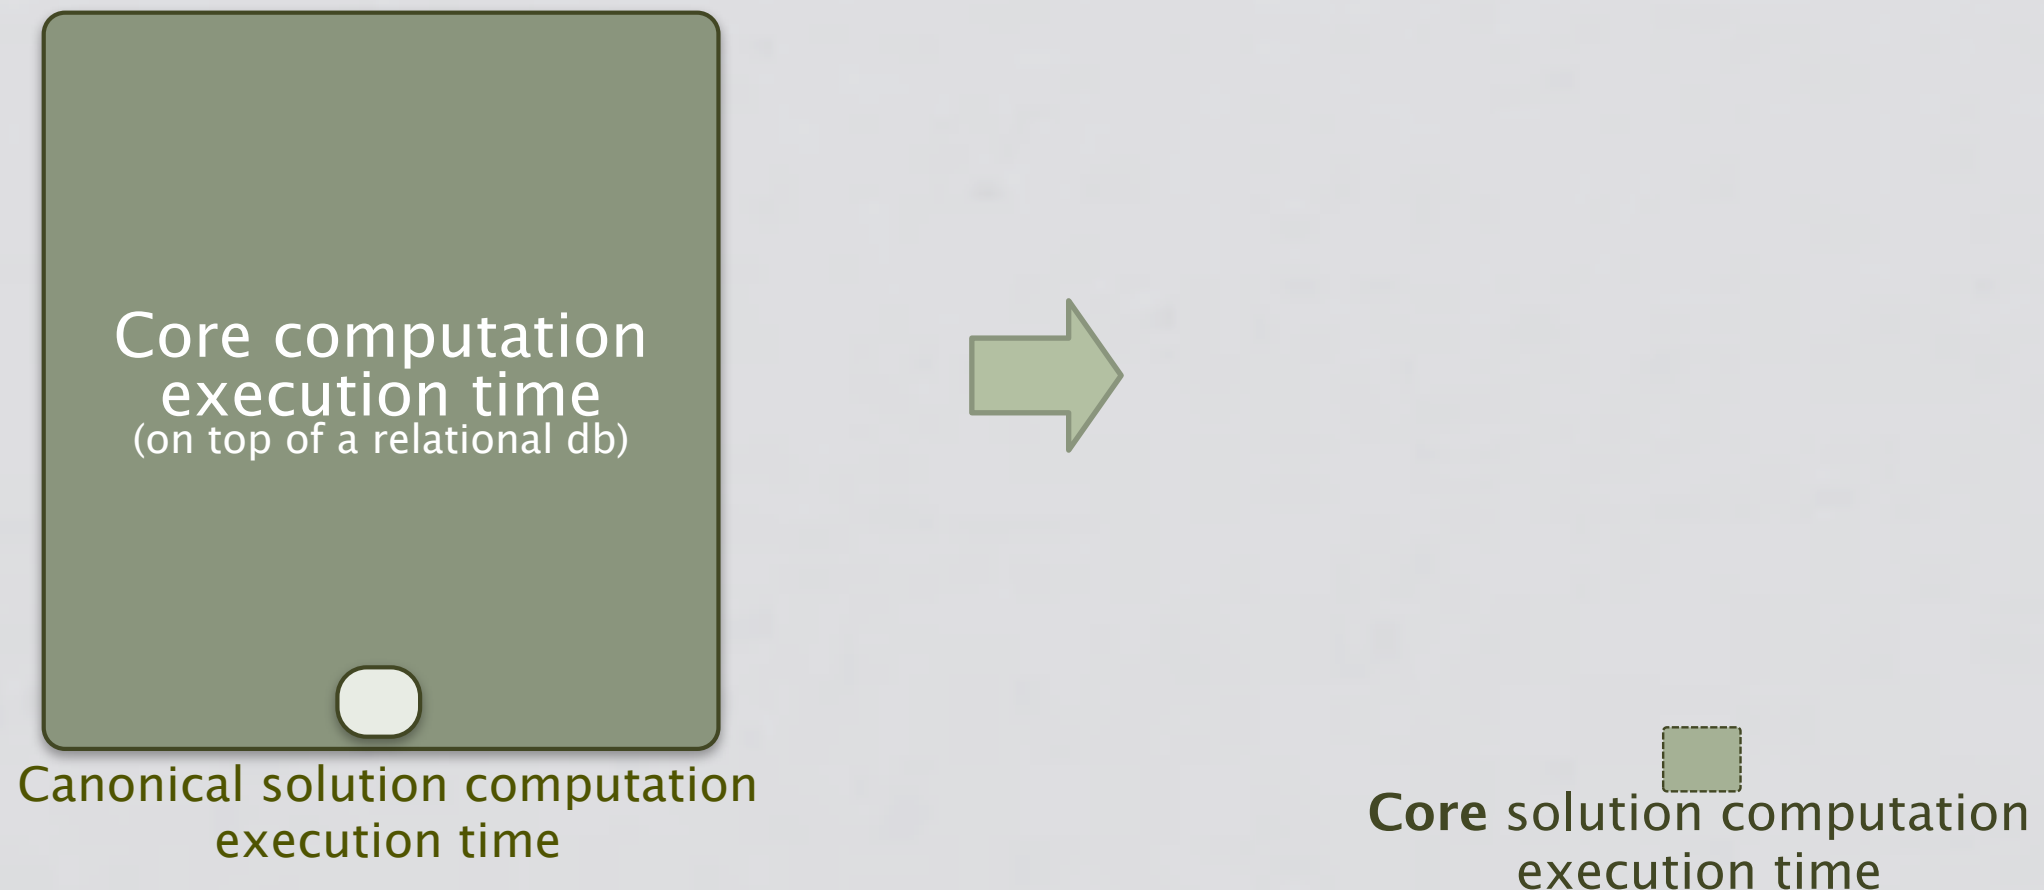 Core computation
execution time
(on top of a relational db)
Canonical solution computation
execution time
Core solution computation
execution time